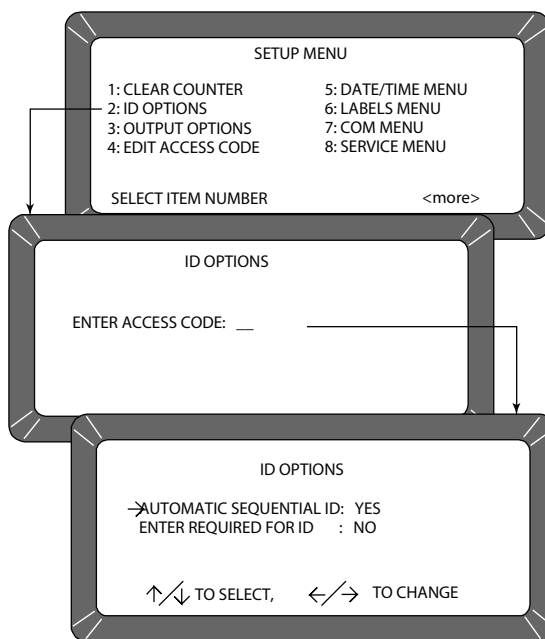 SETUP MENU
1: CLEAR COUNTER 5: DATE/TIME MENU
2: ID OPTIONS 6: LABELS MENU
3: OUTPUT OPTIONS 7: COM MENU
4: EDIT ACCESS CODE 8: SERVICE MENU
SELECT ITEM NUMBER <more>
ID OPTIONS
ENTER ACCESS CODE: __
ID OPTIONS
→AUTOMATIC SEQUENTIAL ID: YES
ENTER REQUIRED FOR ID : NO
↑/↓ TO SELECT, ←/→ TO CHANGE